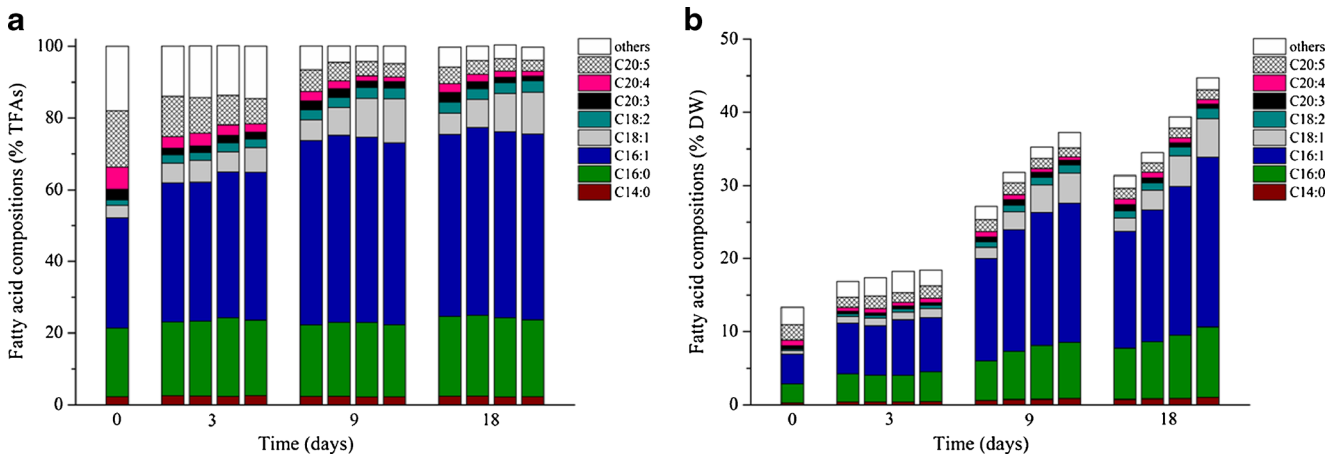 a
Fatty acid compositions (% TFAs)
100
80
60
40
20
0
0 3 9 18
Time (days)
others
C20:5
C20:4
C20:3
C18:2
C18:1
C16:1
C16:0
C14:0
b
Fatty acid compositions (% DW)
50
40
30
20
10
0
0 3 9 18
Time (days)
others
C20:5
C20:4
C20:3
C18:2
C18:1
C16:1
C16:0
C14:0